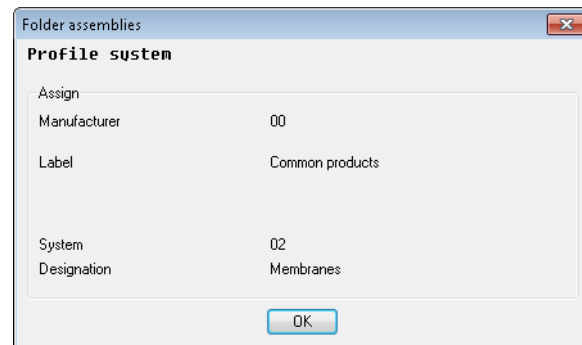 Folder assemblies
Profile system
Assign
Manufacturer 00
Label Common products
System 02
Designation Membranes
OK